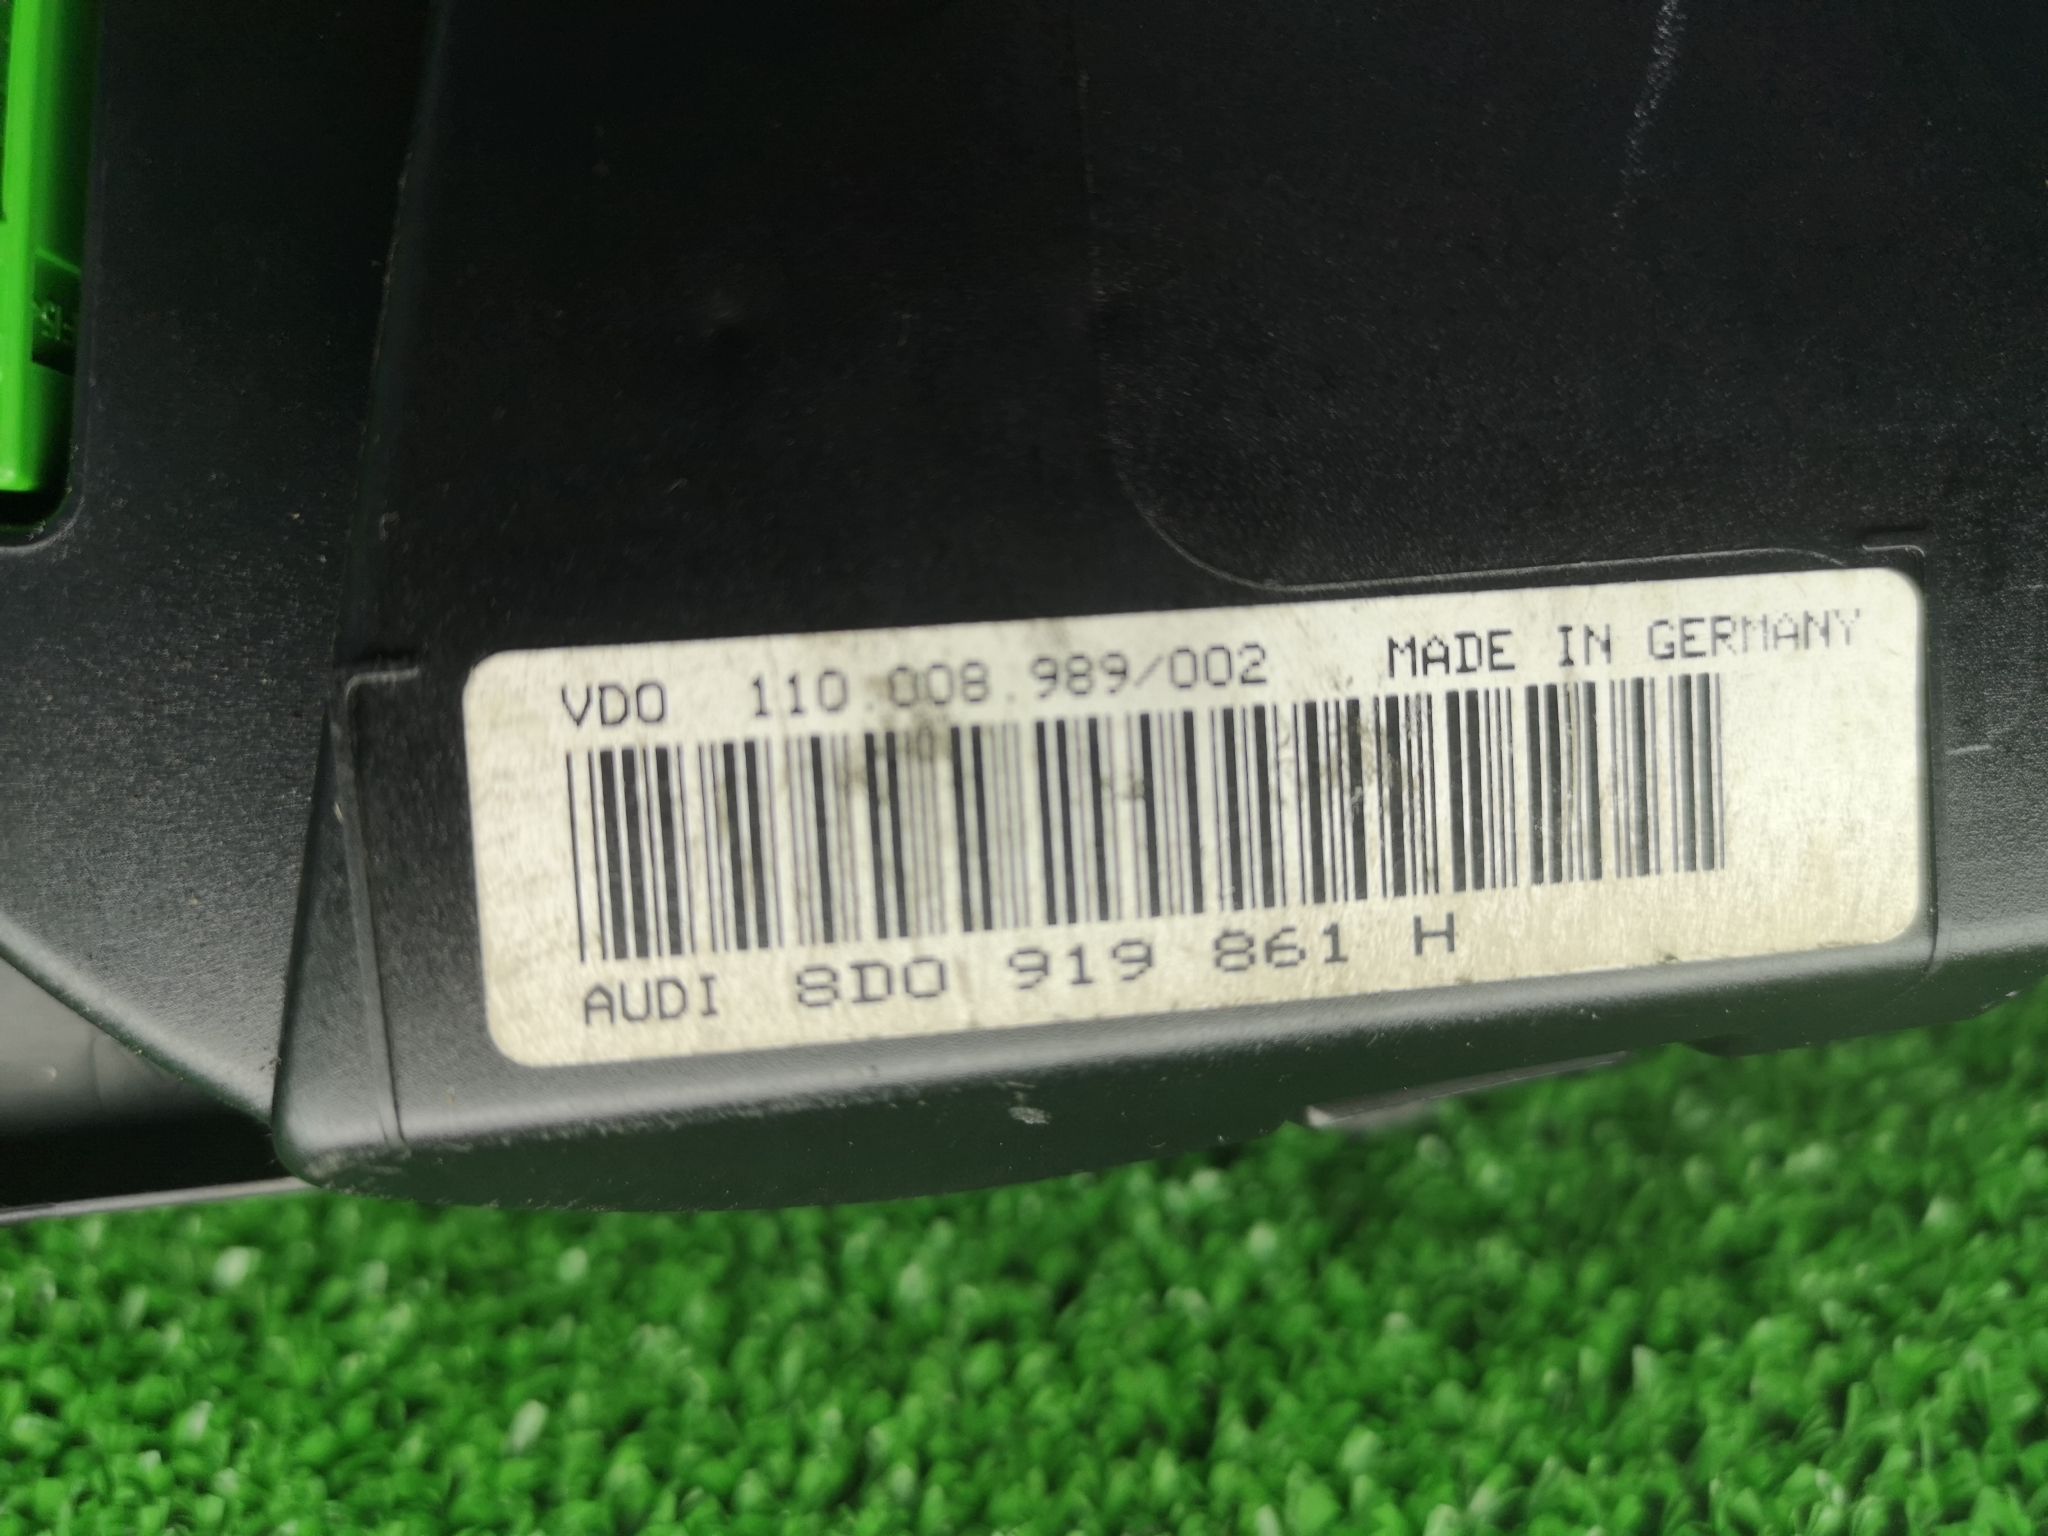 VDO 110.008.989/002 MADE IN GERMANY
AUDI 8D0 919 861 H